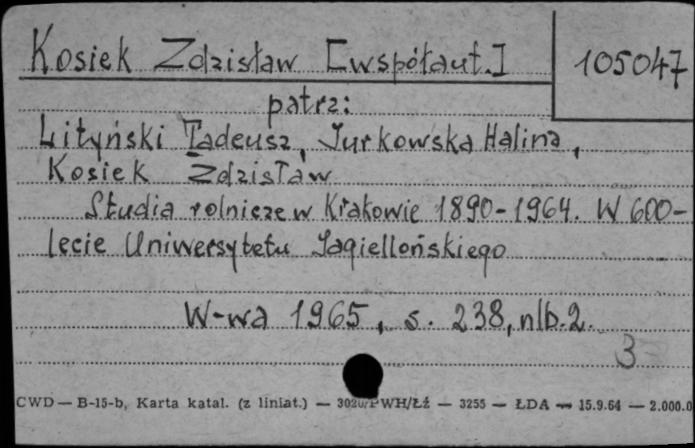 Kosiek Zdzisław [współaut.]
105047
patrz:
Lityński Tadeusz, Jurkowska Halina,
Kosiek Zdzisław
Studia rolnicze w Krakowie 1890-1964. W 600-
lecie Uniwersytetu Jagiellońskiego
W-wa 1965, s. 238, nlb. 2.
3
CWD — B-15-b, Karta katal. (z liniat.) — 3020/PWH/Łź — 3255 — ŁDA — 15.9.64 — 2.000.0